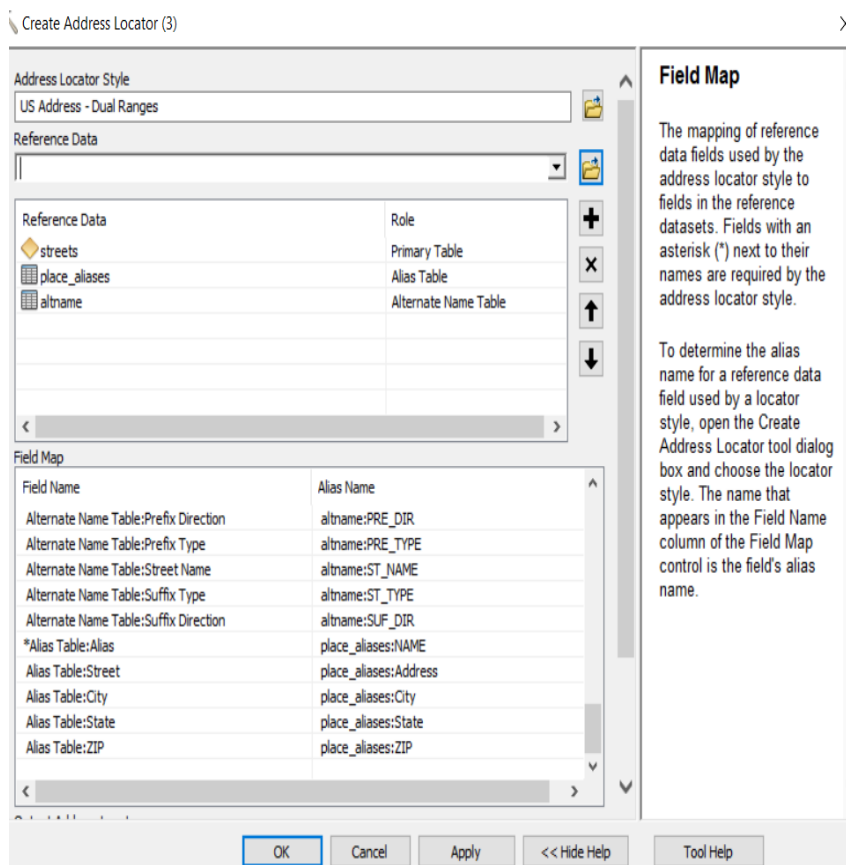 Create Address Locator (3)
Address Locator Style
US Address - Dual Ranges
Reference Data
Reference Data Role
streets Primary Table
place_aliases Alias Table
altname Alternate Name Table
Field Map
Field Name Alias Name
Alternate Name Table:Prefix Direction altname:PRE_DIR
Alternate Name Table:Prefix Type altname:PRE_TYPE
Alternate Name Table:Street Name altname:ST_NAME
Alternate Name Table:Suffix Type altname:ST_TYPE
Alternate Name Table:Suffix Direction altname:SUF_DIR
*Alias Table:Alias place_aliases:NAME
Alias Table:Street place_aliases:Address
Alias Table:City place_aliases:City
Alias Table:State place_aliases:State
Alias Table:ZIP place_aliases:ZIP
OK Cancel Apply << Hide Help Tool Help
Field Map
The mapping of reference
data fields used by the
address locator style to
fields in the reference
datasets. Fields with an
asterisk (*) next to their
names are required by the
address locator style.
To determine the alias
name for a reference data
field used by a locator
style, open the Create
Address Locator tool dialog
box and choose the locator
style. The name that
appears in the Field Name
column of the Field Map
control is the field's alias
name.